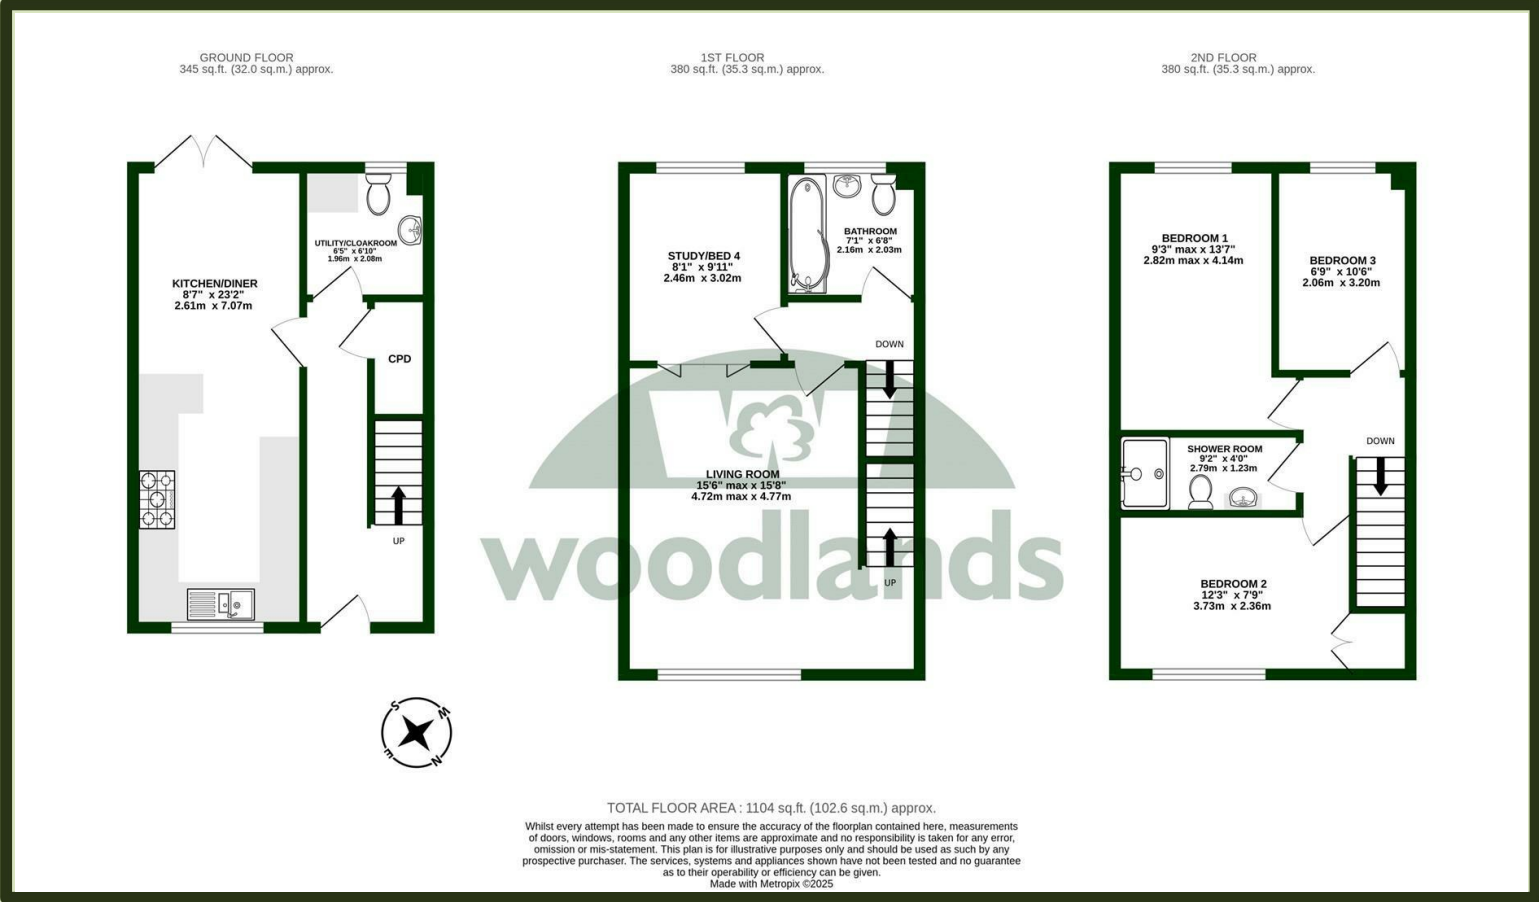 GROUND FLOOR
345 sq.ft. (32.0 sq.m.) approx.
1ST FLOOR
380 sq.ft. (35.3 sq.m.) approx.
2ND FLOOR
380 sq.ft. (35.3 sq.m.) approx.
UTILITY/CLOAKROOM
6'5" x 6'10"
1.96m x 2.08m
KITCHEN/DINER
8'7" x 23'2"
2.61m x 7.07m
CPD
UP
STUDY/BED 4
8'1" x 9'11"
2.46m x 3.02m
BATHROOM
7'1" x 6'8"
2.16m x 2.03m
DOWN
LIVING ROOM
15'6" max x 15'8"
4.72m max x 4.77m
UP
woodlands
BEDROOM 1
9'3" max x 13'7"
2.82m max x 4.14m
BEDROOM 3
6'9" x 10'6"
2.06m x 3.20m
DOWN
SHOWER ROOM
9'2" x 4'0"
2.79m x 1.23m
BEDROOM 2
12'3" x 7'9"
3.73m x 2.36m
S
W
E
N
TOTAL FLOOR AREA : 1104 sq.ft. (102.6 sq.m.) approx.
Whilst every attempt has been made to ensure the accuracy of the floorplan contained here, measurements
of doors, windows, rooms and any other items are approximate and no responsibility is taken for any error,
omission or mis-statement. This plan is for illustrative purposes only and should be used as such by any
prospective purchaser. The services, systems and appliances shown have not been tested and no guarantee
as to their operability or efficiency can be given.
Made with Metropix ©2025